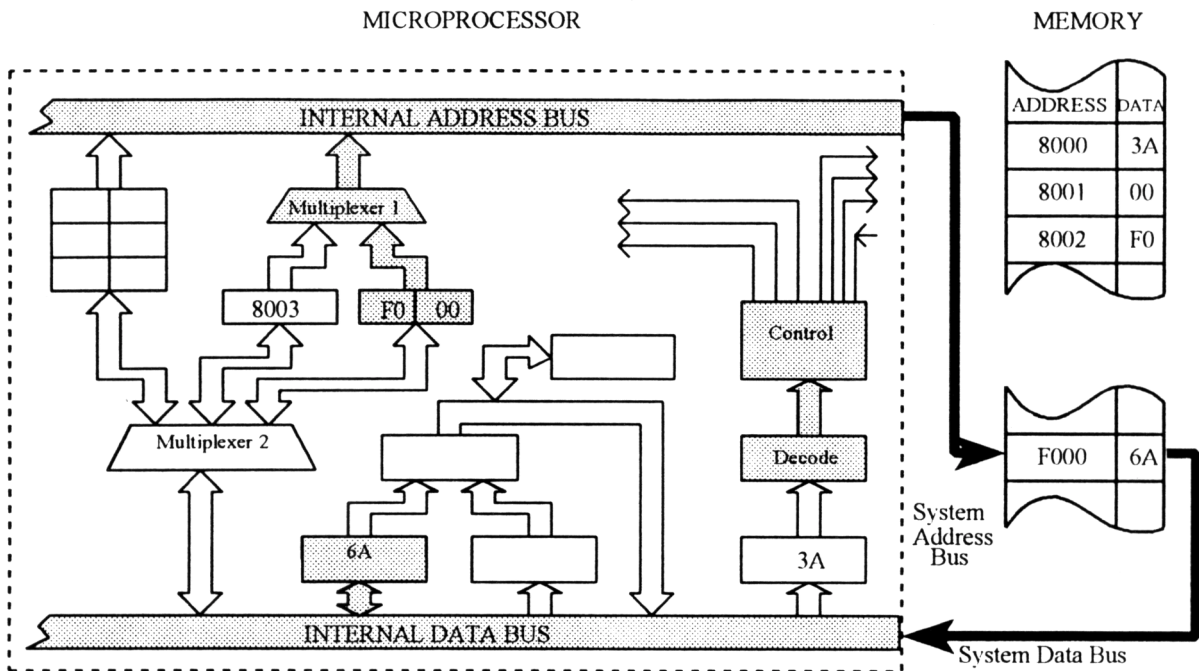 MICROPROCESSOR
MEMORY
INTERNAL ADDRESS BUS
ADDRESS DATA
8000 3A
8001 00
8002 F0
Multiplexer 1
8003
F0 00
Control
Multiplexer 2
Decode
F000 6A
6A
3A
System
Address
Bus
INTERNAL DATA BUS
System Data Bus